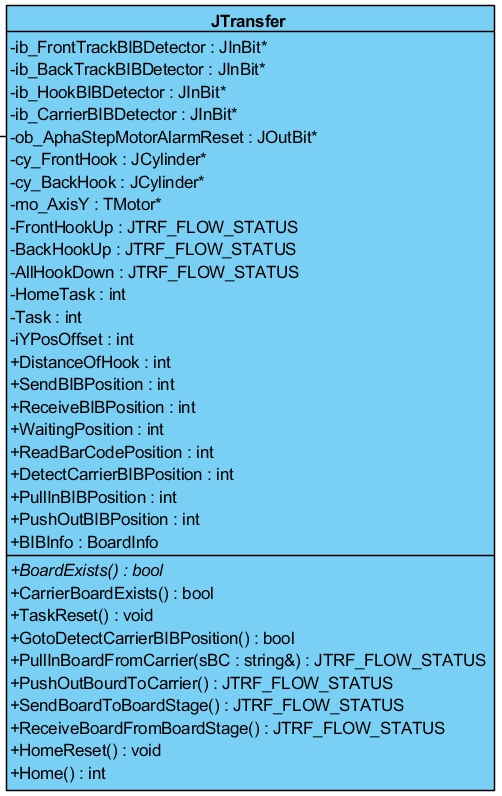 JTransfer
-ib_FrontTrackBIBDetector : JInBit*
-ib_BackTrackBIBDetector : JInBit*
-ib_HookBIBDetector : JInBit*
-ib_CarrierBIBDetector : JInBit*
-ob_AphaStepMotorAlarmReset : JOutBit*
-cy_FrontHook : JCylinder*
-cy_BackHook : JCylinder*
-mo_AxisY : TMotor*
-FrontHookUp : JTRF_FLOW_STATUS
-BackHookUp : JTRF_FLOW_STATUS
-AllHookDown : JTRF_FLOW_STATUS
-HomeTask : int
-Task : int
-iYPosOffset : int
+DistanceOfHook : int
+SendBIBPosition : int
+ReceiveBIBPosition : int
+WaitingPosition : int
+ReadBarCodePosition : int
+DetectCarrierBIBPosition : int
+PullInBIBPosition : int
+PushOutBIBPosition : int
+BIBInfo : BoardInfo
+BoardExists() : bool
+CarrierBoardExists() : bool
+TaskReset() : void
+GotoDetectCarrierBIBPosition() : bool
+PullInBoardFromCarrier(sBC : string&) : JTRF_FLOW_STATUS
+PushOutBourdToCarrier() : JTRF_FLOW_STATUS
+SendBoardToBoardStage() : JTRF_FLOW_STATUS
+ReceiveBoardFromBoardStage() : JTRF_FLOW_STATUS
+HomeReset() : void
+Home() : int